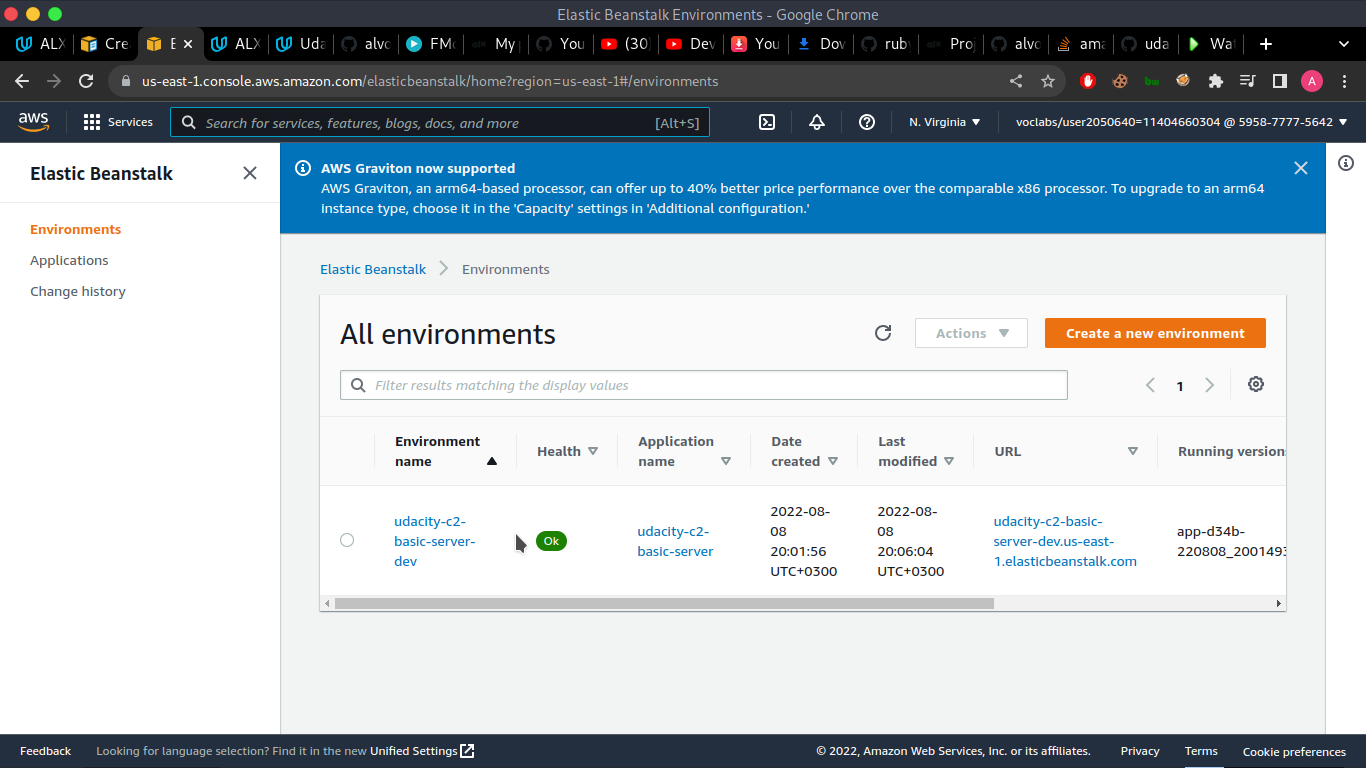 Elastic Beanstalk Environments - Google Chrome
ALX Cre E ALX Uda alvo FMo My You (30 Dev You Dov rub Proj alvo ama uda Wat
us-east-1.console.aws.amazon.com/elasticbeanstalk/home?region=us-east-1#/environments A
aws Services Search for services, features, blogs, docs, and more [Alt+S] N. Virginia voclabs/user2050640=11404660304 @ 5958-7777-5642
Elastic Beanstalk
Environments
Applications
Change history
AWS Graviton now supported
AWS Graviton, an arm64-based processor, can offer up to 40% better price performance over the comparable x86 processor. To upgrade to an arm64
instance type, choose it in the 'Capacity' settings in 'Additional configuration.'
Elastic Beanstalk Environments
All environments Actions Create a new environment
Filter results matching the display values 1
Environment name Health Application name Date created Last modified URL Running version
udacity-c2-
basic-server-
dev
Ok
udacity-c2-
basic-server
2022-08-
08
20:01:56
UTC+0300
2022-08-
08
20:06:04
UTC+0300
udacity-c2-basic-
server-dev.us-east-
1.elasticbeanstalk.com
app-d34b-
220808_200149
Feedback Looking for language selection? Find it in the new Unified Settings © 2022, Amazon Web Services, Inc. or its affiliates. Privacy Terms Cookie preferences